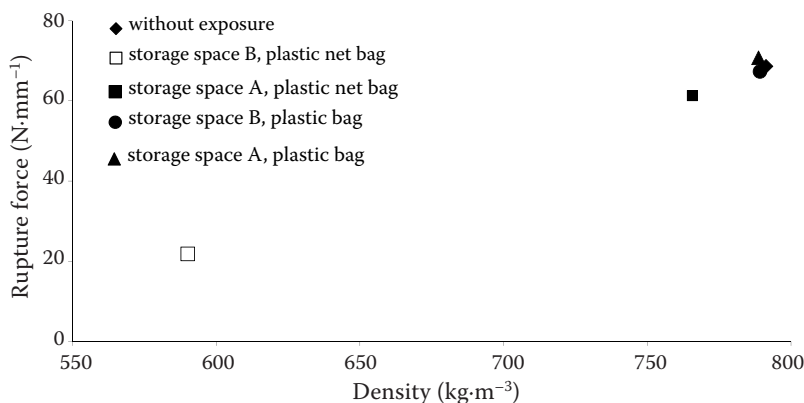 80
60
40
20
0
Rupture force (N·mm⁻¹)
without exposure
storage space B, plastic net bag
storage space A, plastic net bag
storage space B, plastic bag
storage space A, plastic bag
550 600 650 700 750 800
Density (kg·m⁻³)